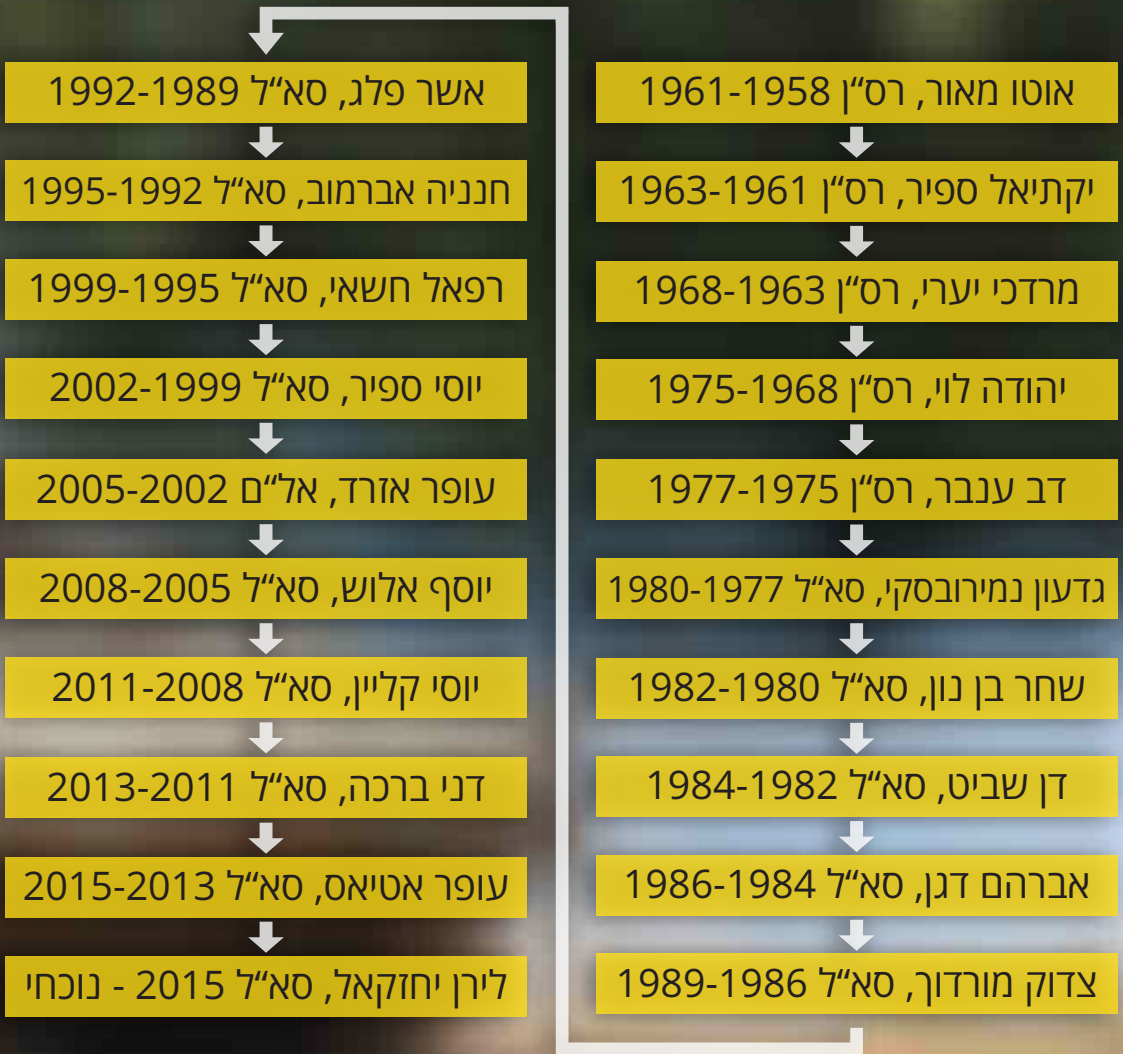 אוטו מאור, רס"ן 1961-1958
יקתיאל ספיר, רס"ן 1963-1961
מרדכי יערי, רס"ן 1968-1963
יהודה לוי, רס"ן 1975-1968
דב ענבר, רס"ן 1977-1975
גדעון נמירובסקי, סא"ל 1980-1977
שחר בן נון, סא"ל 1982-1980
דן שביט, סא"ל 1984-1982
אברהם דגן, סא"ל 1986-1984
צדוק מורדוך, סא"ל 1989-1986
אשר פלג, סא"ל 1992-1989
חנניה אברמוב, סא"ל 1995-1992
רפאל חשאי, סא"ל 1999-1995
יוסי ספיר, סא"ל 2002-1999
עופר אזרד, אל"ם 2005-2002
יוסף אלוש, סא"ל 2008-2005
יוסי קליין, סא"ל 2011-2008
דני ברכה, סא"ל 2013-2011
עופר אטיאס, סא"ל 2015-2013
לירן יחזקאל, סא"ל 2015 - נוכחי